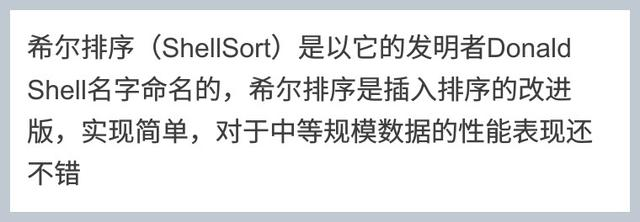 希尔排序（ShellSort）是以它的发明者Donald
Shell名字命名的，希尔排序是插入排序的改进
版，实现简单，对于中等规模数据的性能表现还
不错